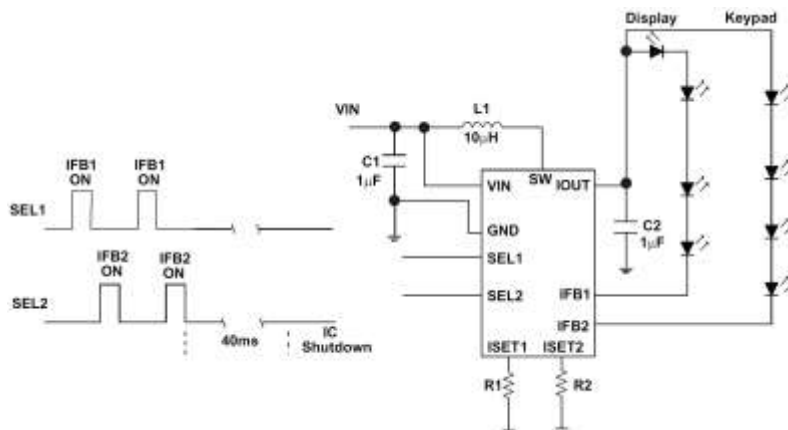 Display
Keypad
VIN
L1
10µH
C1
1µF
SW
VIN
IOUT
GND
SEL1
SEL2
C2
1µF
IFB1
IFB2
ISET1
ISET2
R1
R2
IFB1
ON
IFB1
ON
SEL1
IFB2
ON
IFB2
ON
SEL2
40ms
IC
Shutdown